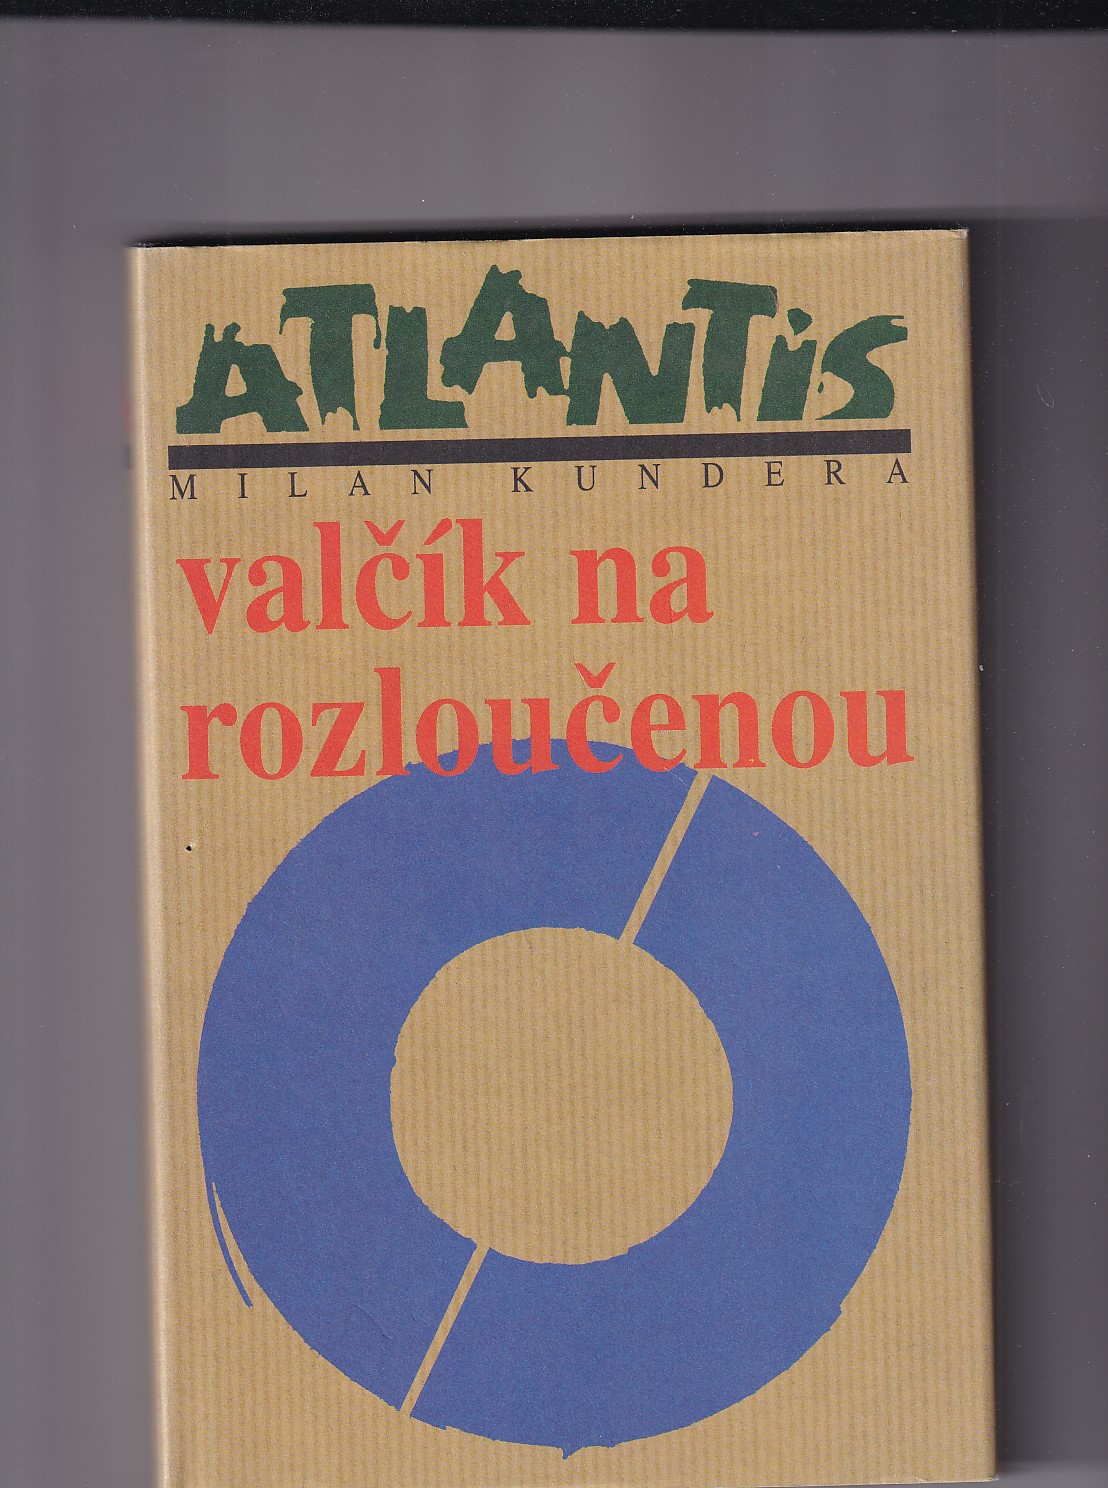 ATLANTiS
MILAN KUNDERA
valčík na
rozloučenou